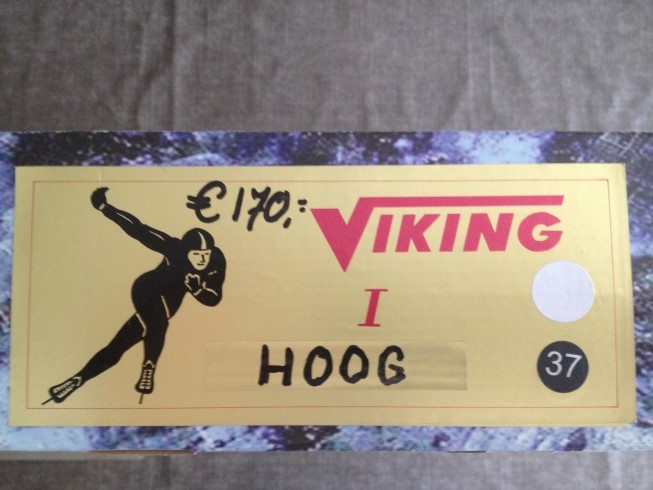 €170,=
VIKING
I
HOOG
37